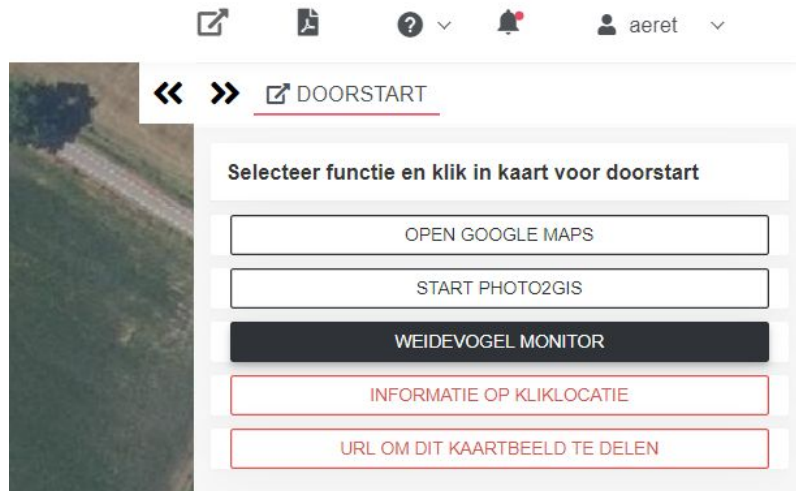 aeret
DOORSTART
Selecteer functie en klik in kaart voor doorstart
OPEN GOOGLE MAPS
START PHOTO2GIS
WEIDEVOGEL MONITOR
INFORMATIE OP KLIKLOCATIE
URL OM DIT KAARTBEELD TE DELEN